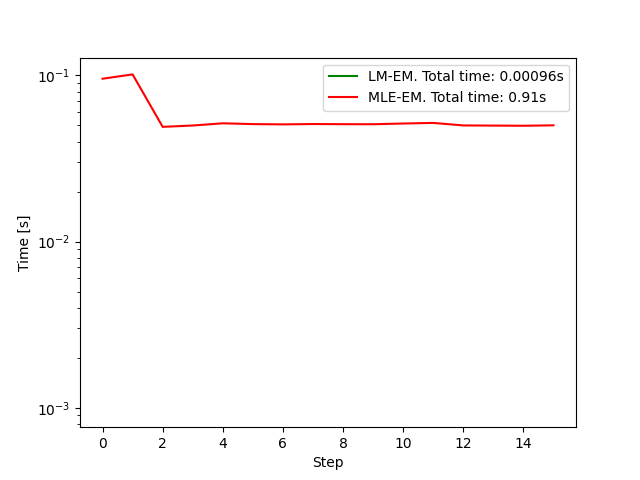 LM-EM. Total time: 0.00096s
MLE-EM. Total time: 0.91s
Time [s]
10⁻¹
10⁻²
10⁻³
0 2 4 6 8 10 12 14
Step